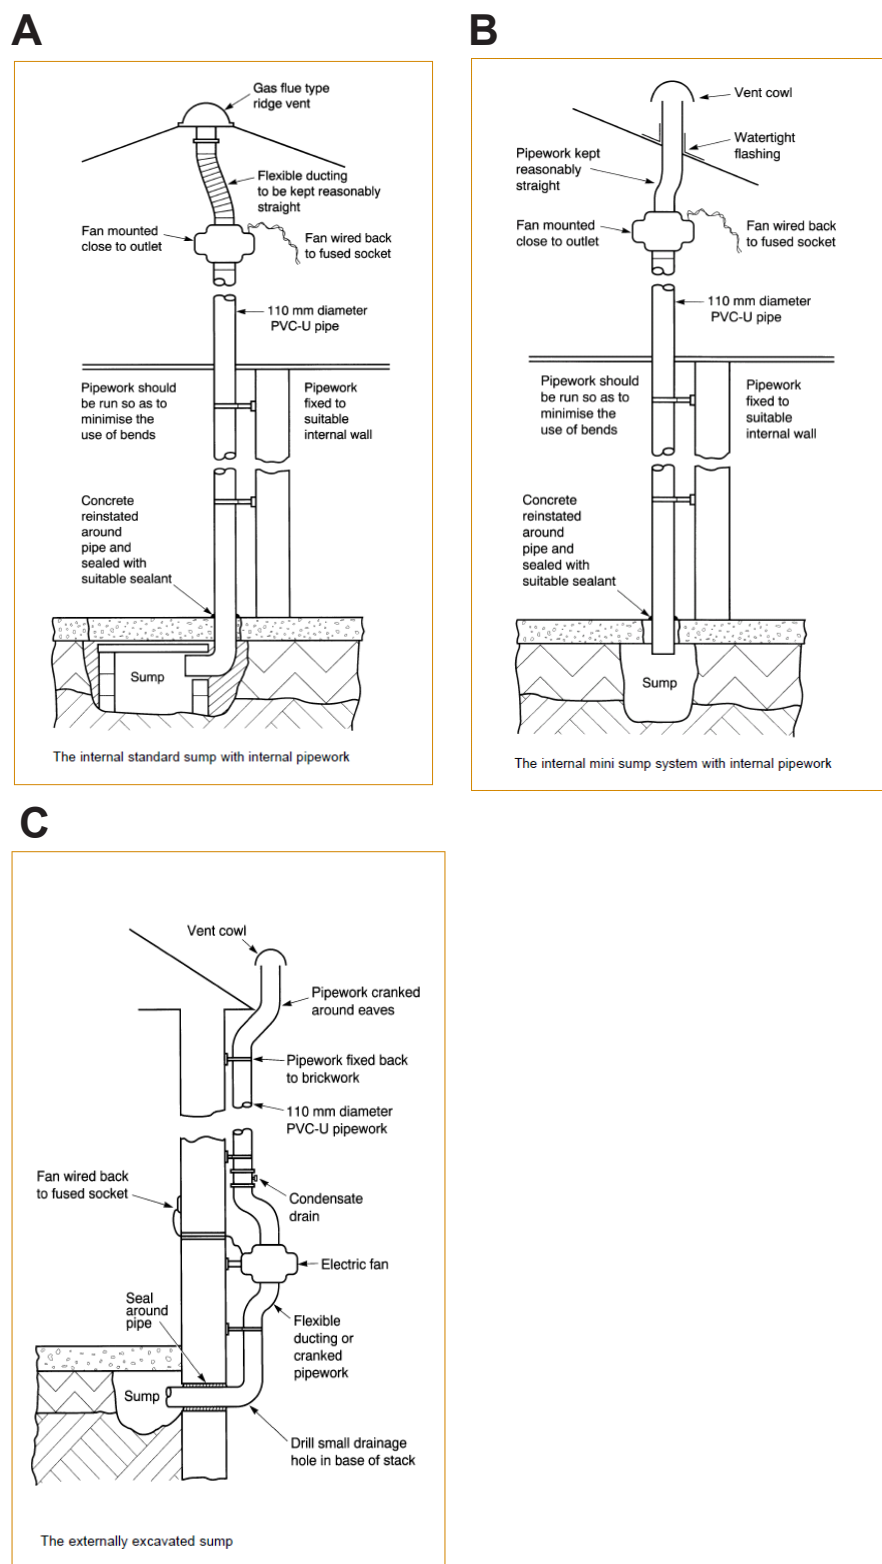 A
Gas flue type
ridge vent
Flexible ducting
to be kept reasonably
straight
Fan mounted
close to outlet
Fan wired back
to fused socket
110 mm diameter
PVC-U pipe
Pipework should
be run so as to
minimise the
use of bends
Pipework
fixed to
suitable
internal wall
Concrete
reinstated
around
pipe and
sealed with
suitable sealant
Sump
The internal standard sump with internal pipework
B
Vent cowl
Watertight
flashing
Pipework kept
reasonably
straight
Fan mounted
close to outlet
Fan wired back
to fused socket
110 mm diameter
PVC-U pipe
Pipework should
be run so as to
minimise the
use of bends
Pipework
fixed to
suitable
internal wall
Concrete
reinstated
around
pipe and
sealed with
suitable sealant
Sump
The internal mini sump system with internal pipework
C
Vent cowl
Pipework cranked
around eaves
Pipework fixed back
to brickwork
110 mm diameter
PVC-U pipework
Fan wired back
to fused socket
Condensate
drain
Electric fan
Seal
around
pipe
Flexible
ducting or
cranked
pipework
Sump
Drill small drainage
hole in base of stack
The externally excavated sump